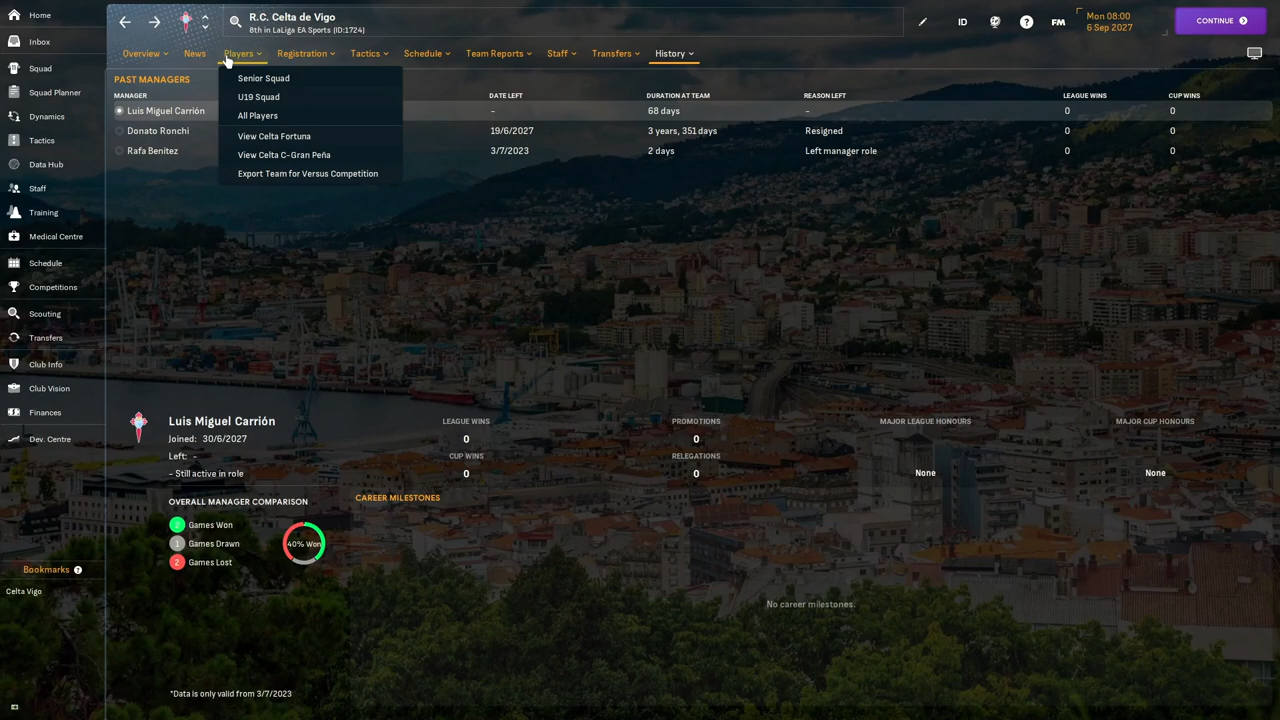 Home
Inbox
Squad
Squad Planner
Dynamics
Tactics
Data Hub
Staff
Training
Medical Centre
Schedule
Competitions
Scouting
Transfers
Club Info
Club Vision
Finances
Dev. Centre
Bookmarks ?
Celta Vigo
R.C. Celta de Vigo
8th in LaLiga EA Sports (ID:1724)
ID
?
FM
Mon 08:00
6 Sep 2027
CONTINUE
Overview News Players Registration Tactics Schedule Team Reports Staff Transfers History
Senior Squad
U19 Squad
All Players
View Celta Fortuna
View Celta C-Gran Peña
Export Team for Versus Competition
PAST MANAGERS
MANAGER DATE LEFT DURATION AT TEAM REASON LEFT LEAGUE WINS CUP WINS
Luis Miguel Carrión - 68 days - 0 0
Donato Ronchi 19/6/2027 3 years, 351 days Resigned 0 0
Rafa Benitez 3/7/2023 2 days Left manager role 0 0
Luis Miguel Carrión
Joined: 30/6/2027
Left: -
- Still active in role
LEAGUE WINS
0
CUP WINS
0
PROMOTIONS
0
RELEGATIONS
0
MAJOR LEAGUE HONOURS
None
MAJOR CUP HONOURS
None
OVERALL MANAGER COMPARISON
2 Games Won
1 Games Drawn
2 Games Lost
40% Won
CAREER MILESTONES
No career milestones.
*Data is only valid from 3/7/2023